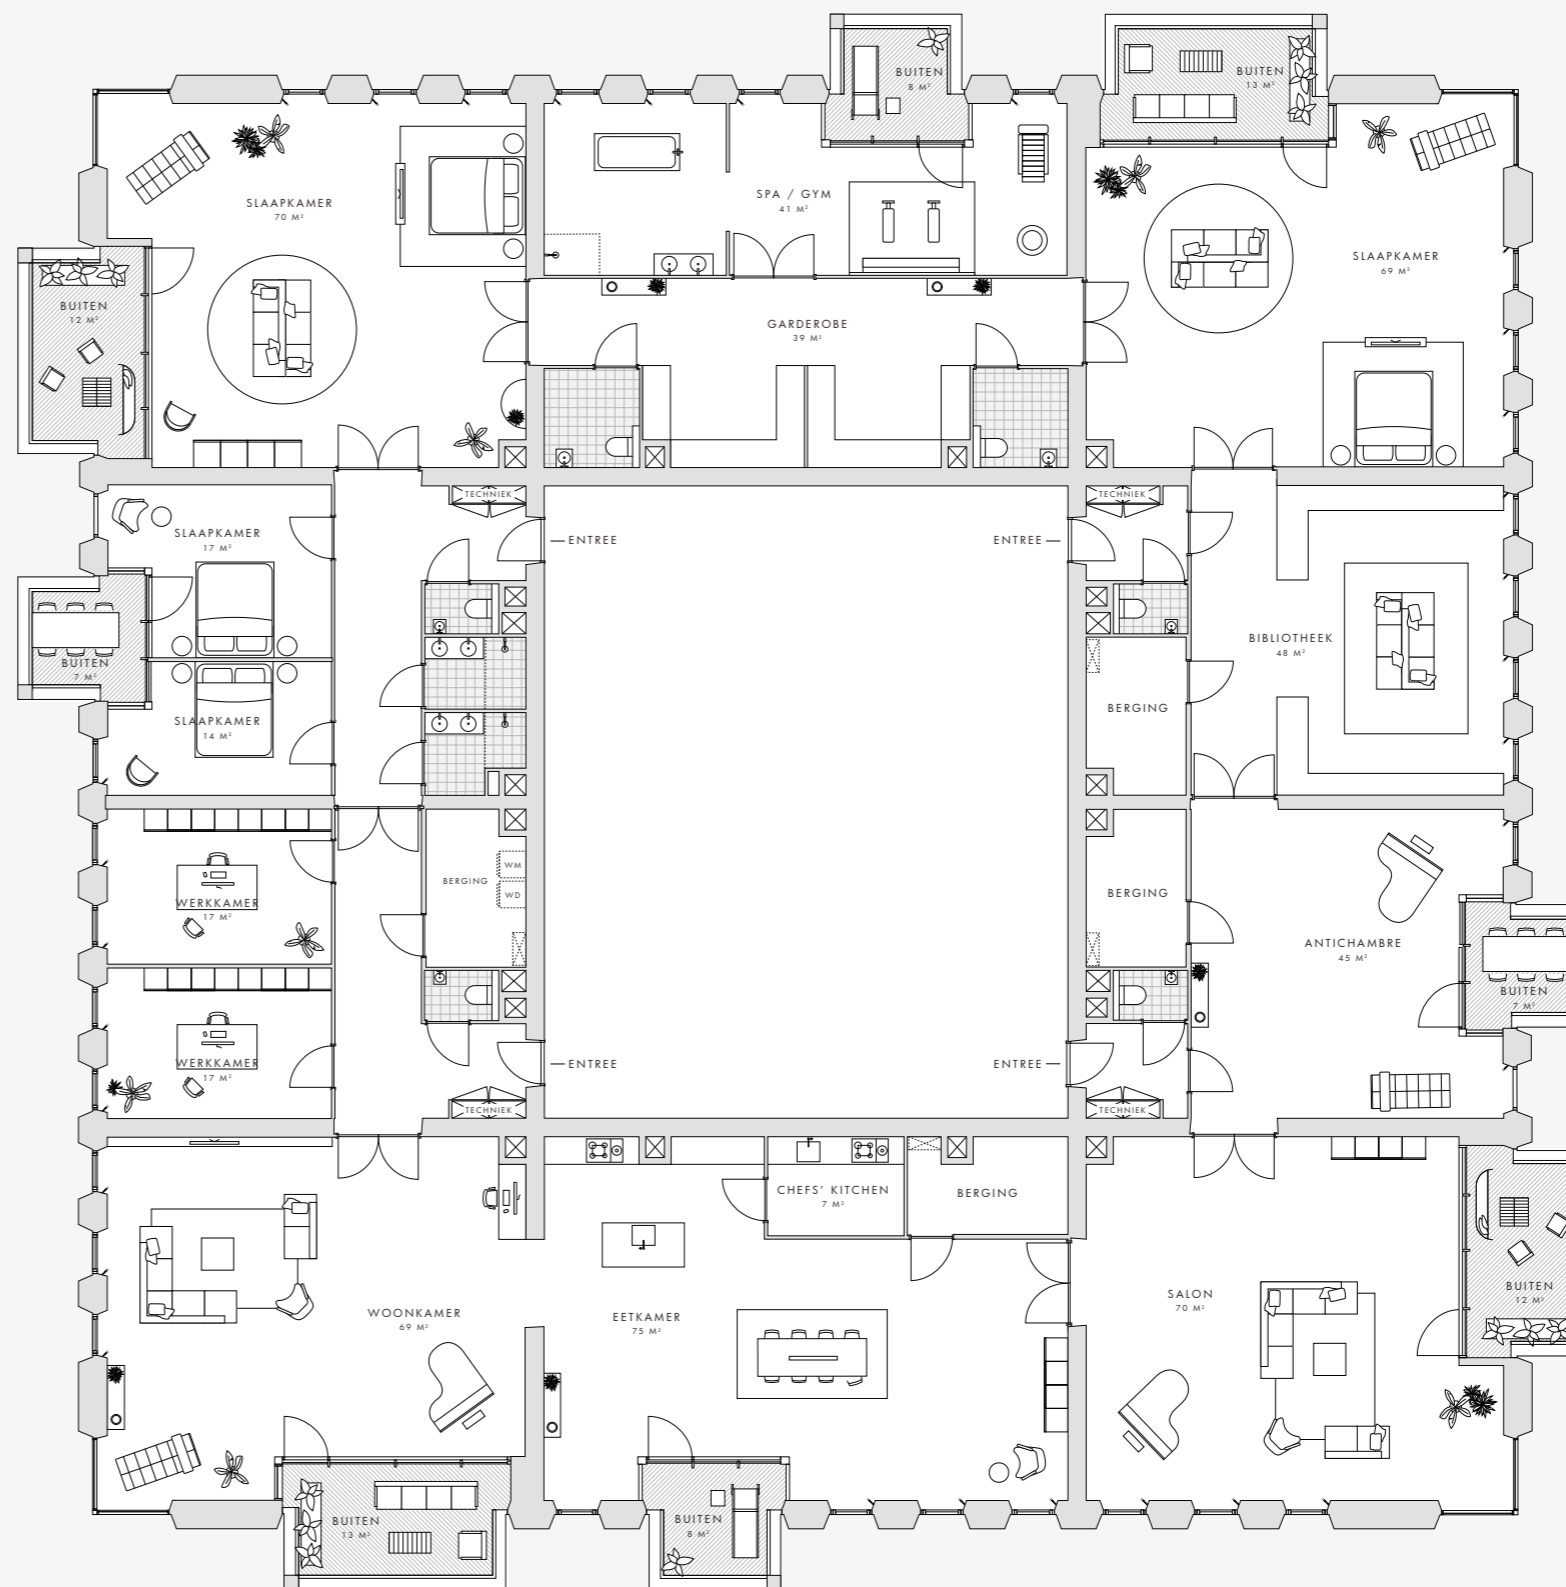 BUITEN
8 M²
BUITEN
13 M²
SLAAPKAMER
70 M²
SPA / GYM
41 M²
SLAAPKAMER
69 M²
BUITEN
12 M²
GARDEROBE
39 M²
TECHNIEK
TECHNIEK
SLAAPKAMER
17 M²
ENTREE
ENTREE
BUITEN
7 M²
BIBLIOTHEEK
48 M²
SLAAPKAMER
14 M²
BERGING
WERKKAMER
17 M²
BERGING
WM
WD
BERGING
ANTICHAMBRE
45 M²
BUITEN
7 M²
WERKKAMER
17 M²
ENTREE
ENTREE
TECHNIEK
TECHNIEK
CHEFS' KITCHEN
7 M²
BERGING
WOONKAMER
69 M²
EETKAMER
75 M²
SALON
70 M²
BUITEN
12 M²
BUITEN
13 M²
BUITEN
8 M²